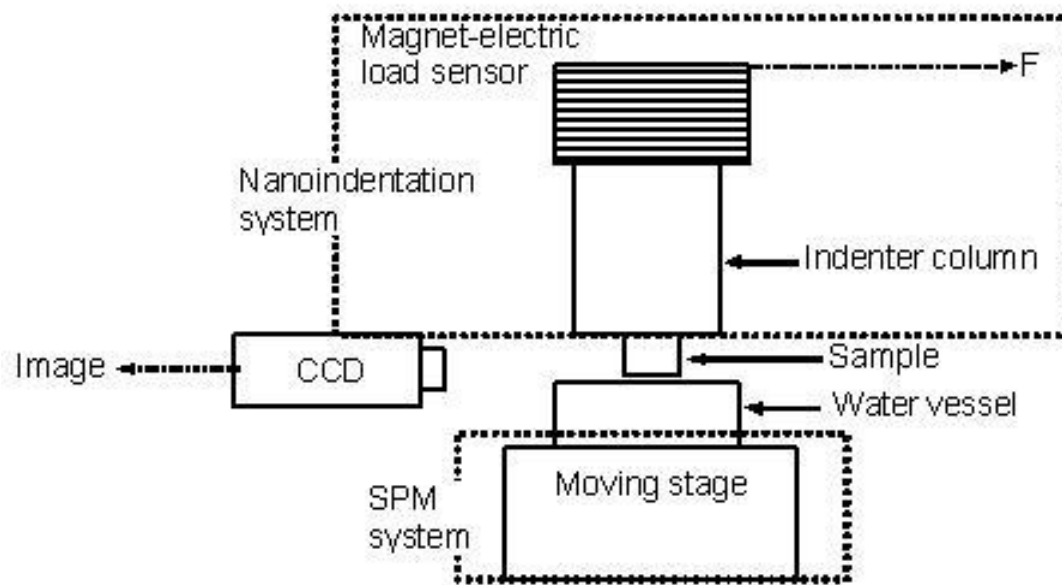 Magnet-electric
load sensor
F
Nanoindentation
system
Indenter column
Image
CCD
Sample
Water vessel
SPM
system
Moving stage